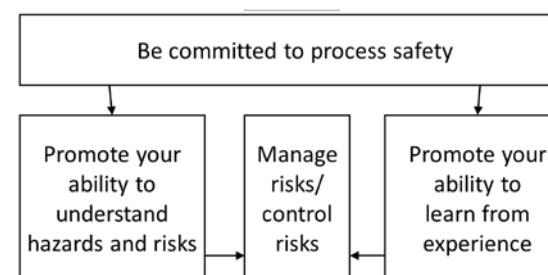 Be committed to process safety
Promote your
ability to
understand
hazards and risks
Manage
risks/
control
risks
Promote your
ability to
learn from
experience